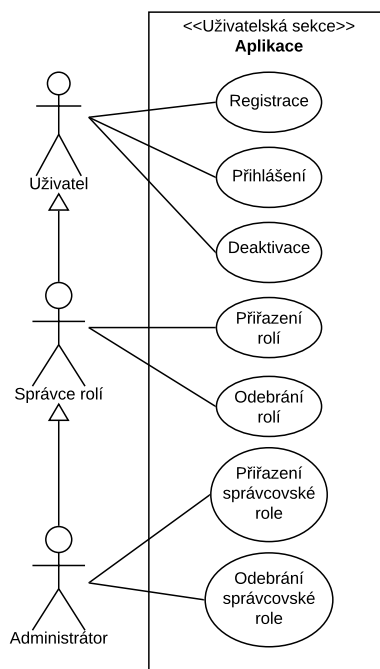 <<Uživatelská sekce>>
Aplikace
Registrace
Přihlášení
Uživatel
Deaktivace
Přiřazení
rolí
Správce rolí
Odebrání
rolí
Přiřazení
správcovské
role
Odebrání
správcovské
role
Administrátor